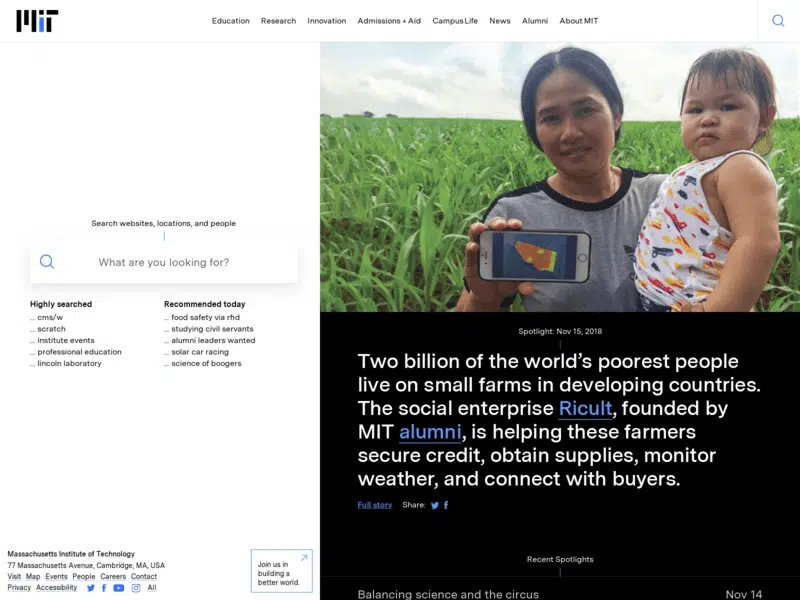 MIT
Education Research Innovation Admissions + Aid Campus Life News Alumni About MIT
Search websites, locations, and people
What are you looking for?
Highly searched
... cms/w
... scratch
... institute events
... professional education
... lincoln laboratory
Recommended today
... food safety via rfid
... studying civil servants
... alumni leaders wanted
... solar car racing
... science of boogers
Massachusetts Institute of Technology
77 Massachusetts Avenue, Cambridge, MA, USA
Visit Map Events People Careers Contact
Privacy Accessibility All
Join us in
building a
better world.
Spotlight: Nov 15, 2018
Two billion of the world’s poorest people
live on small farms in developing countries.
The social enterprise Ricult, founded by
MIT alumni, is helping these farmers
secure credit, obtain supplies, monitor
weather, and connect with buyers.
Full story Share:
Recent Spotlights
Balancing science and the circus Nov 14